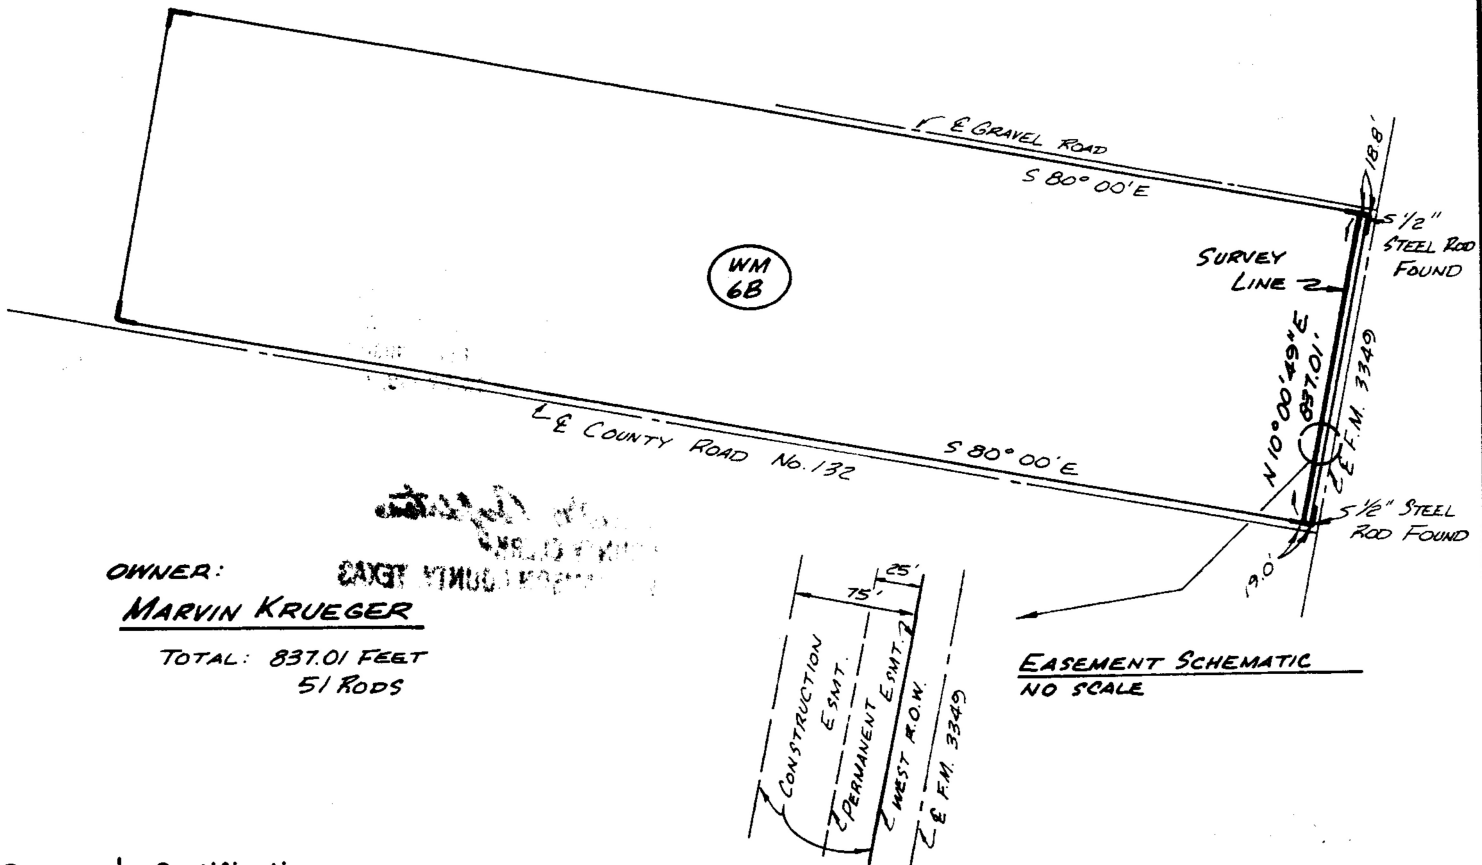 ℄ GRAVEL ROAD
S 80° 00' E
18.8'
1/2"
STEEL ROD
FOUND
SURVEY
LINE
WM
6B
N 10° 00' 49" E
837.01'
℄ F.M. 3349
℄ COUNTY ROAD No. 132
S 80° 00' E
1/2" STEEL
ROD FOUND
19.0'
COUNTY TEXAS
OWNER:
MARVIN KRUEGER
TOTAL: 837.01 FEET
51 RODS
25'
75'
CONSTRUCTION
ESMT.
PERMANENT ESMT.
WEST R.O.W.
℄ F.M. 3349
EASEMENT SCHEMATIC
NO SCALE